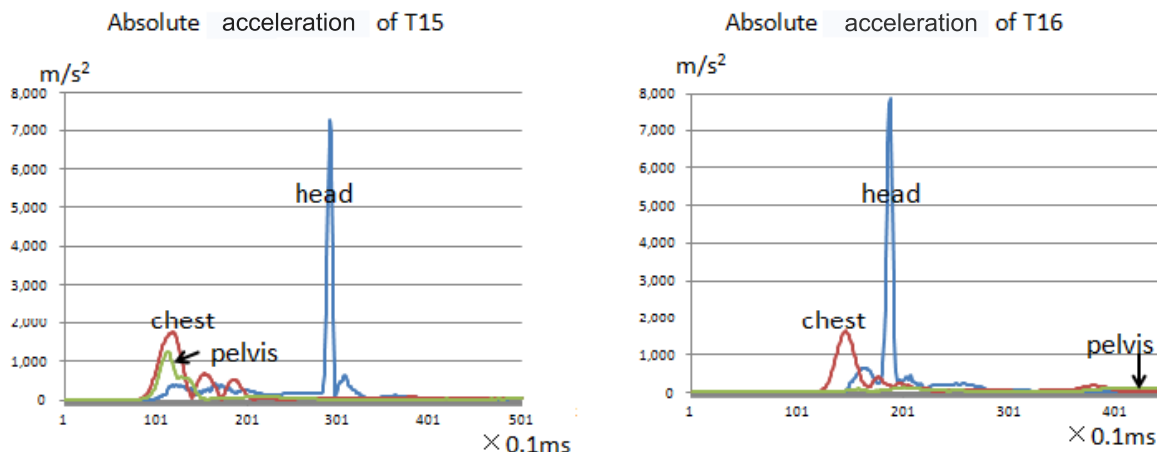 Absolute acceleration of T15
m/s²
8,000
7,000
6,000
5,000
4,000
3,000
2,000
1,000
0
head
chest
pelvis
1 101 201 301 401 501
×0.1ms
Absolute acceleration of T16
m/s²
8,000
7,000
6,000
5,000
4,000
3,000
2,000
1,000
0
head
chest
pelvis
1 101 201 301 401
×0.1ms